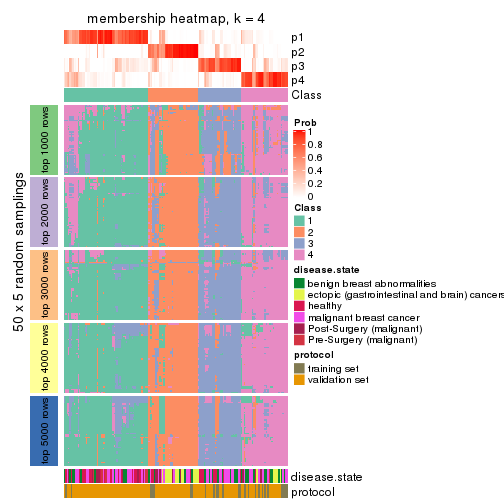 membership heatmap, k = 4
p1
p2
p3
p4
Class
50 x 5 random samplings
top 1000 rows
top 2000 rows
top 3000 rows
top 4000 rows
top 5000 rows
disease.state
protocol
Prob
1
0.8
0.6
0.4
0.2
0
Class
1
2
3
4
disease.state
benign breast abnormalities
ectopic (gastrointestinal and brain) cancers
healthy
malignant breast cancer
Post-Surgery (malignant)
Pre-Surgery (malignant)
protocol
training set
validation set